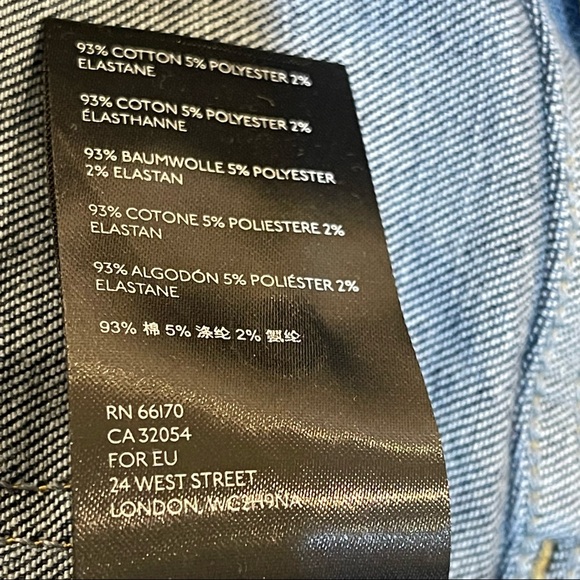 93% COTTON 5% POLYESTER 2%
ELASTANE
93% COTON 5% POLYESTER 2%
ÉLASTHANNE
93% BAUMWOLLE 5% POLYESTER
2% ELASTAN
93% COTONE 5% POLIESTERE 2%
ELASTAN
93% ALGODÓN 5% POLIÉSTER 2%
ELASTANE
93% 棉 5% 涤纶 2% 氨纶
RN 66170
CA 32054
FOR EU
24 WEST STREET
LONDON, WC2H9NA